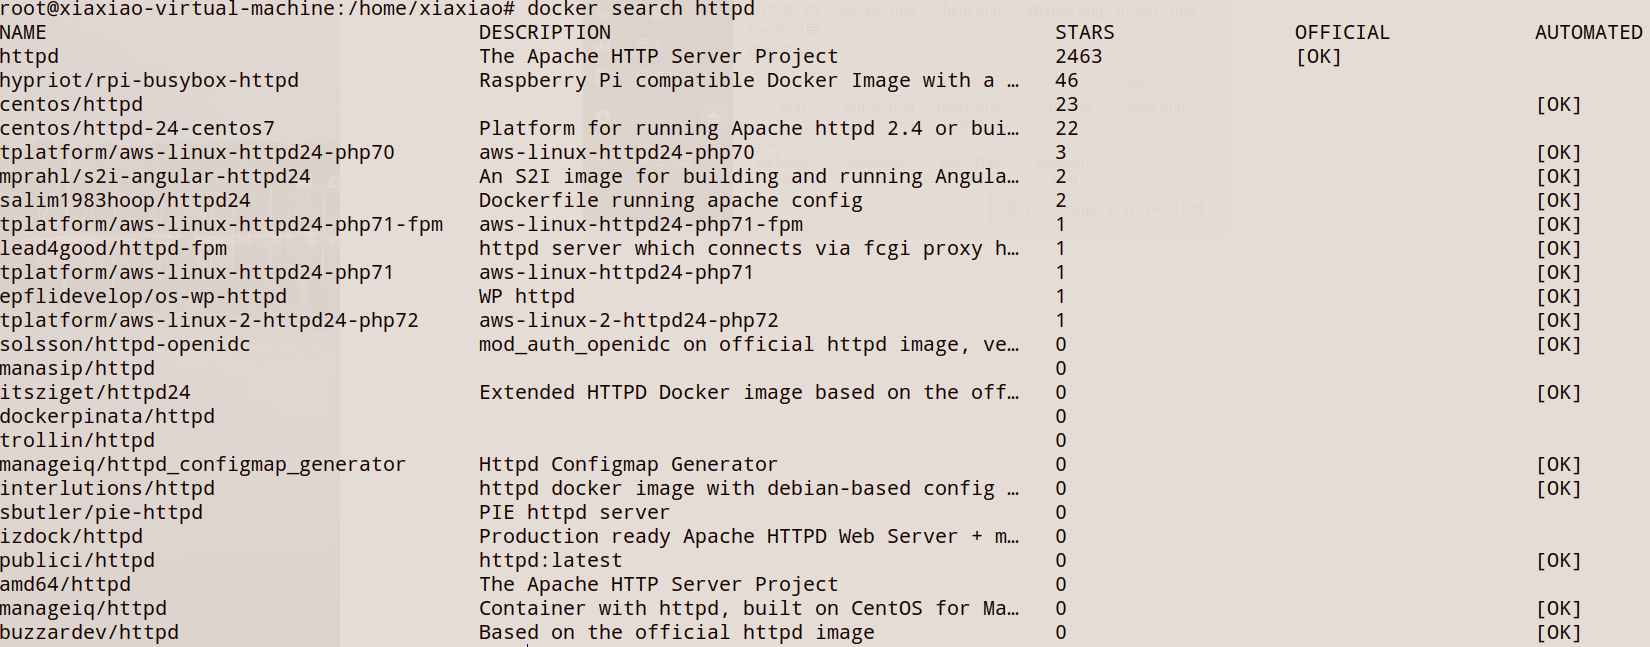 root@xiaxiao-virtual-machine:/home/xiaxiao# docker search httpd
NAME DESCRIPTION STARS OFFICIAL AUTOMATED
httpd The Apache HTTP Server Project 2463 [OK]
hypriot/rpi-busybox-httpd Raspberry Pi compatible Docker Image with a … 46
centos/httpd 23 [OK]
centos/httpd-24-centos7 Platform for running Apache httpd 2.4 or bui… 22
tplatform/aws-linux-httpd24-php70 aws-linux-httpd24-php70 3 [OK]
mprahl/s2i-angular-httpd24 An S2I image for building and running Angula… 2 [OK]
salim1983hoop/httpd24 Dockerfile running apache config 2 [OK]
tplatform/aws-linux-httpd24-php71-fpm aws-linux-httpd24-php71-fpm 1 [OK]
lead4good/httpd-fpm httpd server which connects via fcgi proxy h… 1 [OK]
tplatform/aws-linux-httpd24-php71 aws-linux-httpd24-php71 1 [OK]
epflidevelop/os-wp-httpd WP httpd 1 [OK]
tplatform/aws-linux-2-httpd24-php72 aws-linux-2-httpd24-php72 1 [OK]
solsson/httpd-openidc mod_auth_openidc on official httpd image, ve… 0 [OK]
manasip/httpd 0
itsziget/httpd24 Extended HTTPD Docker image based on the off… 0 [OK]
dockerpinata/httpd 0
trollin/httpd 0
manageiq/httpd_configmap_generator Httpd Configmap Generator 0 [OK]
interlutions/httpd httpd docker image with debian-based config … 0 [OK]
sbutler/pie-httpd PIE httpd server 0
izdock/httpd Production ready Apache HTTPD Web Server + m… 0
publici/httpd httpd:latest 0 [OK]
amd64/httpd The Apache HTTP Server Project 0
manageiq/httpd Container with httpd, built on CentOS for Ma… 0 [OK]
buzzardev/httpd Based on the official httpd image 0 [OK]